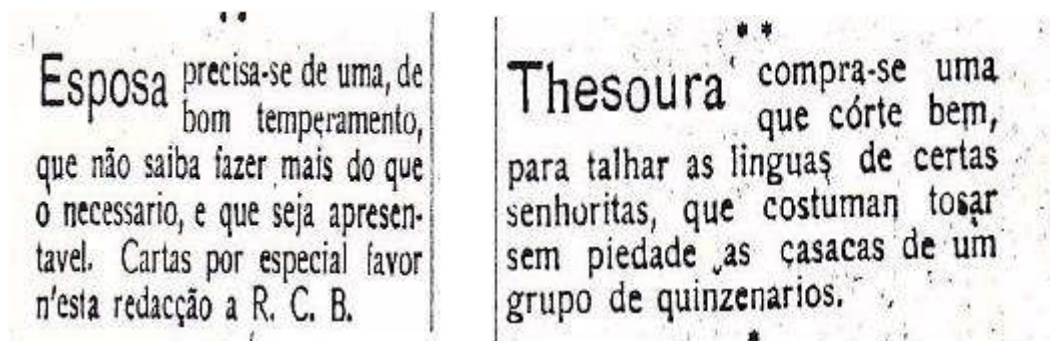 Esposa precisa-se de uma, de
bom temperamento,
que não saiba fazer mais do que
o necessario, e que seja apresen-
tavel. Cartas por especial favor
n'esta redacção a R. C. B.
Thesoura compra-se uma
que córte bem,
para talhar as linguas de certas
senhoritas, que costuman tosar
sem piedade as casacas de um
grupo de quinzenarios.